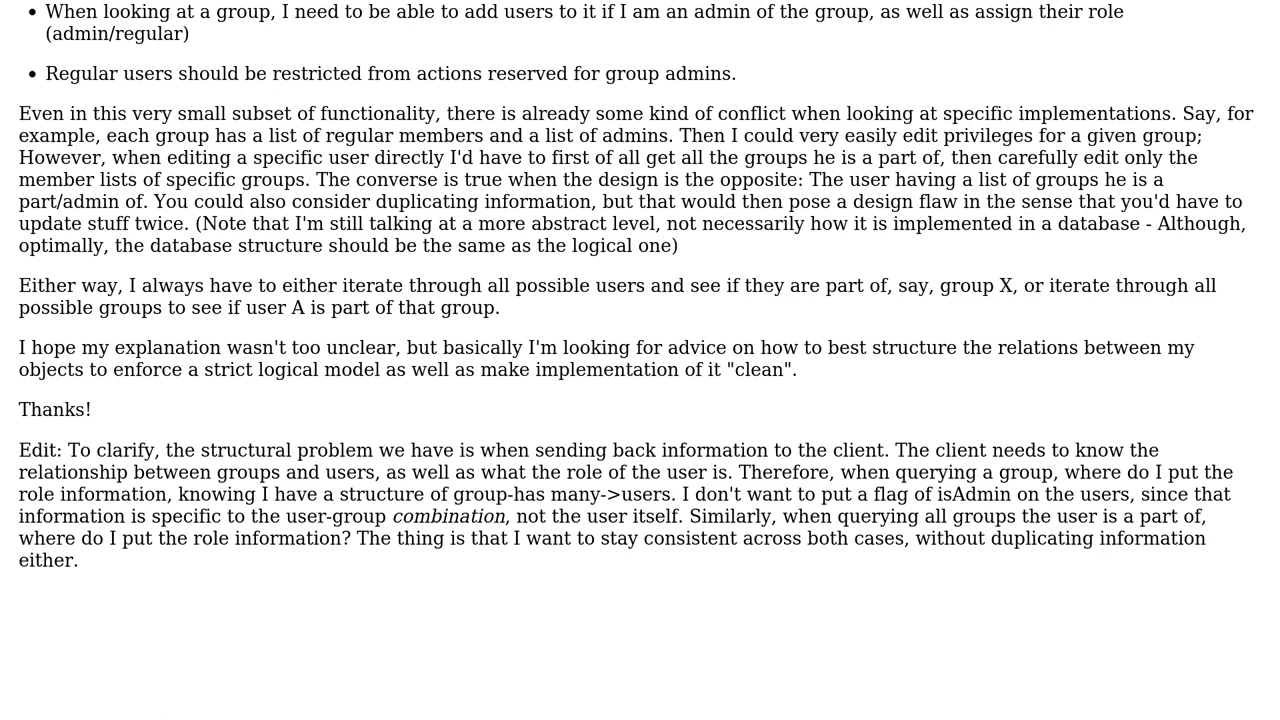 When looking at a group, I need to be able to add users to it if I am an admin of the group, as well as assign their role
(admin/regular)
Regular users should be restricted from actions reserved for group admins.
Even in this very small subset of functionality, there is already some kind of conflict when looking at specific implementations. Say, for
example, each group has a list of regular members and a list of admins. Then I could very easily edit privileges for a given group;
However, when editing a specific user directly I'd have to first of all get all the groups he is a part of, then carefully edit only the
member lists of specific groups. The converse is true when the design is the opposite: The user having a list of groups he is a
part/admin of. You could also consider duplicating information, but that would then pose a design flaw in the sense that you'd have to
update stuff twice. (Note that I'm still talking at a more abstract level, not necessarily how it is implemented in a database - Although,
optimally, the database structure should be the same as the logical one)
Either way, I always have to either iterate through all possible users and see if they are part of, say, group X, or iterate through all
possible groups to see if user A is part of that group.
I hope my explanation wasn't too unclear, but basically I'm looking for advice on how to best structure the relations between my
objects to enforce a strict logical model as well as make implementation of it "clean".
Thanks!
Edit: To clarify, the structural problem we have is when sending back information to the client. The client needs to know the
relationship between groups and users, as well as what the role of the user is. Therefore, when querying a group, where do I put the
role information, knowing I have a structure of group-has many->users. I don't want to put a flag of isAdmin on the users, since that
information is specific to the user-group combination, not the user itself. Similarly, when querying all groups the user is a part of,
where do I put the role information? The thing is that I want to stay consistent across both cases, without duplicating information
either.